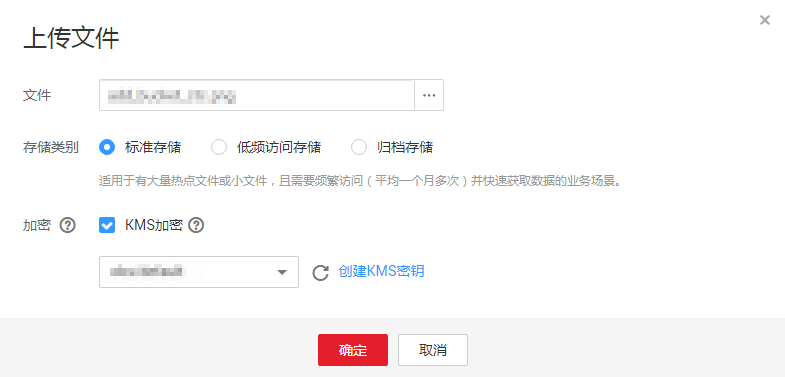 上传文件
文件
存储类别 标准存储 低频访问存储 归档存储
适用于有大量热点文件或小文件，且需要频繁访问（平均一个月多次）并快速获取数据的业务场景。
加密 KMS加密
创建KMS密钥
确定 取消